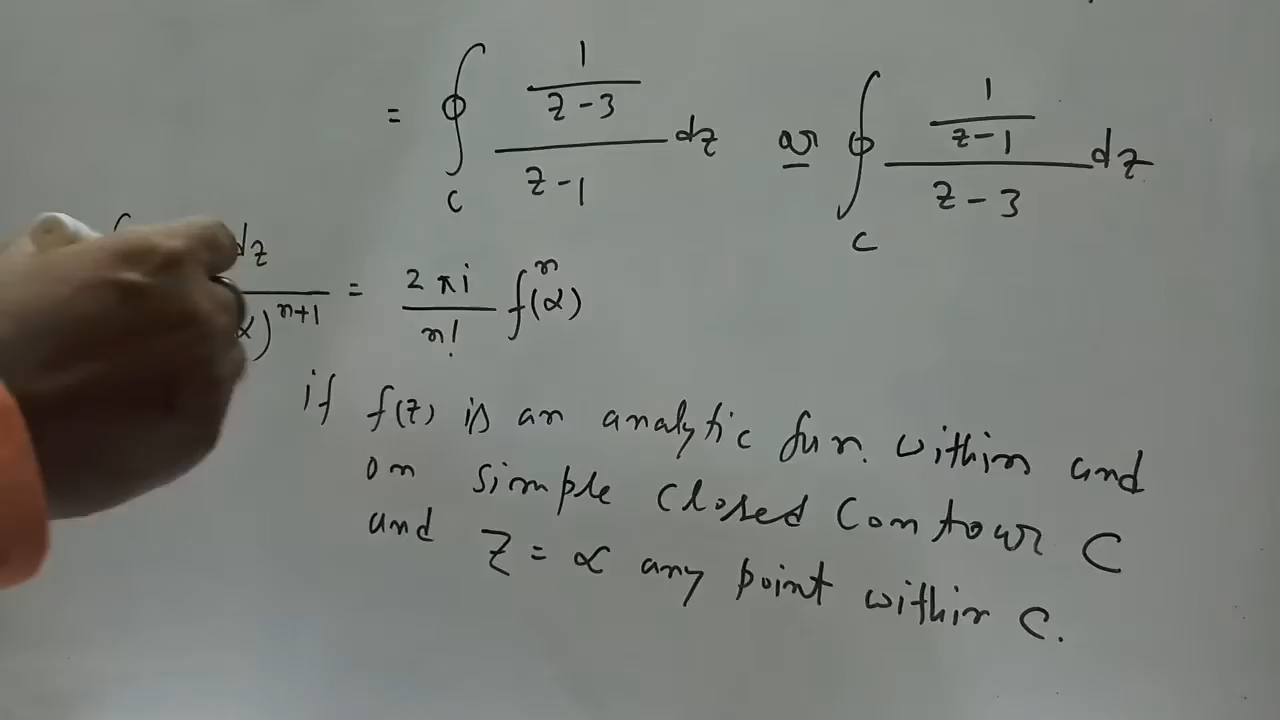 = ∮_C (1/(z-3))/(z-1) dz or ∮_C (1/(z-1))/(z-3) dz
dz/ α)^{n+1} = (2πi/n!) f^n(α)
if f(z) is an analytic fun. within and
on simple closed contour C
and z = α any point within C.